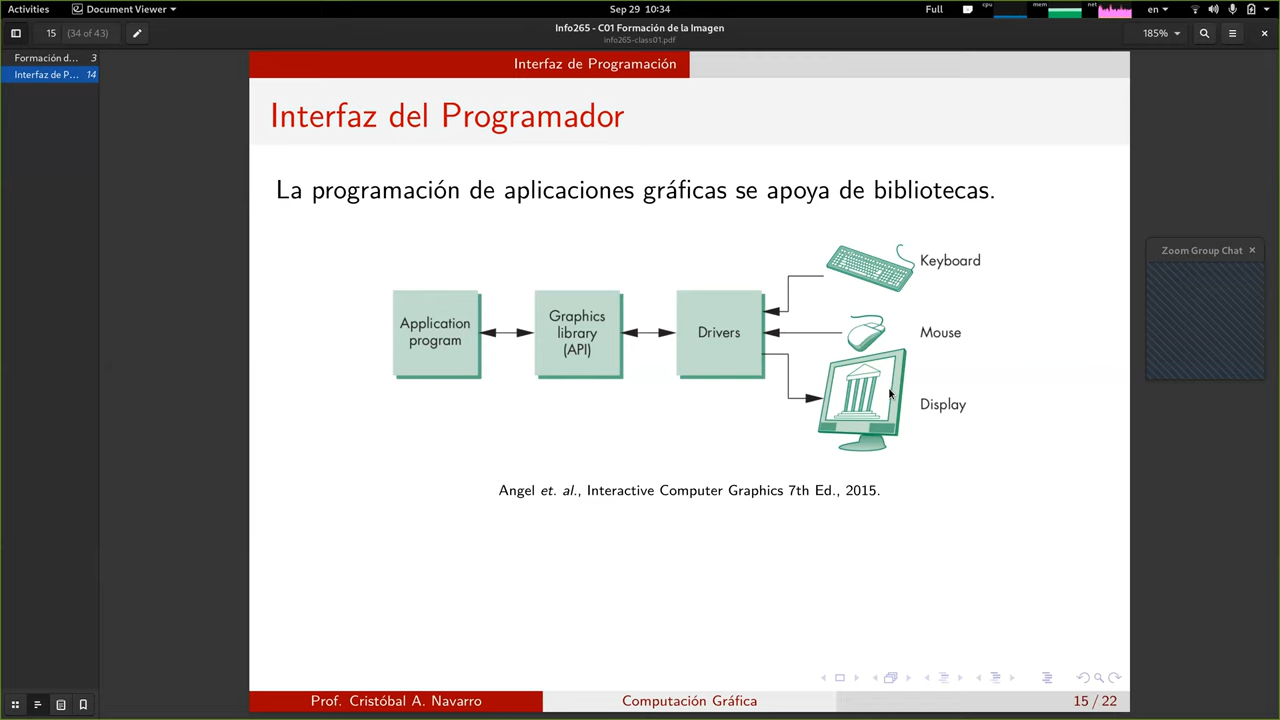 Activities
Document Viewer
Sep 29 10:34
Full
cpu
mem
net
en
15
(34 of 43)
Info265 - C01 Formación de la Imagen
info265-class01.pdf
185%
Formación d... 3
Interfaz de P... 14
Interfaz de Programación
Interfaz del Programador
La programación de aplicaciones gráficas se apoya de bibliotecas.
Application
program
Graphics
library
(API)
Drivers
Keyboard
Mouse
Display
Angel et. al., Interactive Computer Graphics 7th Ed., 2015.
Zoom Group Chat
Prof. Cristóbal A. Navarro
Computación Gráfica
15 / 22